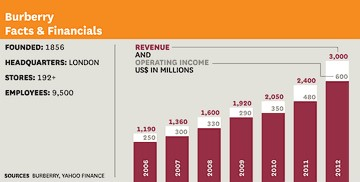 Burberry
Facts & Financials
FOUNDED: 1856
HEADQUARTERS: LONDON
STORES: 192+
EMPLOYEES: 9,500
SOURCES BURBERRY, YAHOO FINANCE
REVENUE
AND
OPERATING INCOME
US$ IN MILLIONS
1,190
250
2006
1,360
300
2007
1,600
330
2008
1,920
290
2009
2,050
350
2010
2,400
480
2011
3,000
600
2012